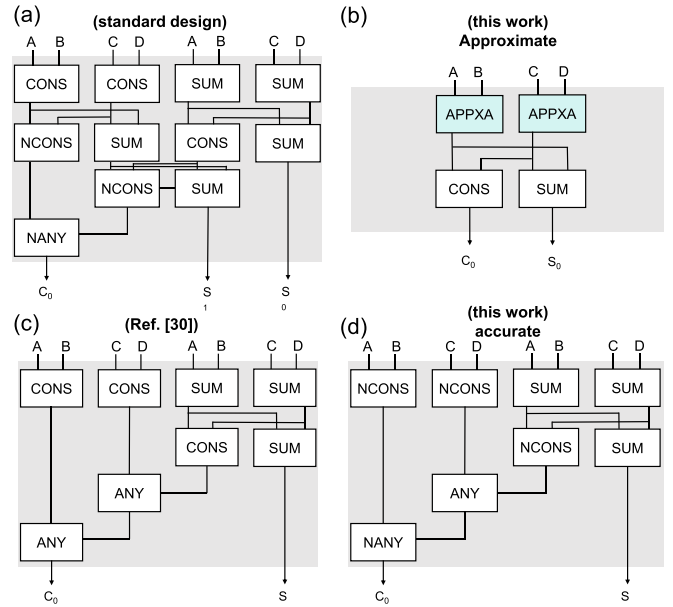 (a)
(standard design)
A B C D A B C D
CONS CONS SUM SUM
NCONS SUM CONS SUM
NCONS SUM
NANY
C0 S S
1 0
(b)
(this work)
Approximate
A B C D
APPXA APPXA
CONS SUM
C0 S0
(c)
(Ref. [30])
A B C D A B C D
CONS CONS SUM SUM
CONS SUM
ANY
ANY
C0 S
(d)
(this work)
accurate
A B C D A B C D
NCONS NCONS SUM SUM
NCONS SUM
ANY
NANY
C0 S